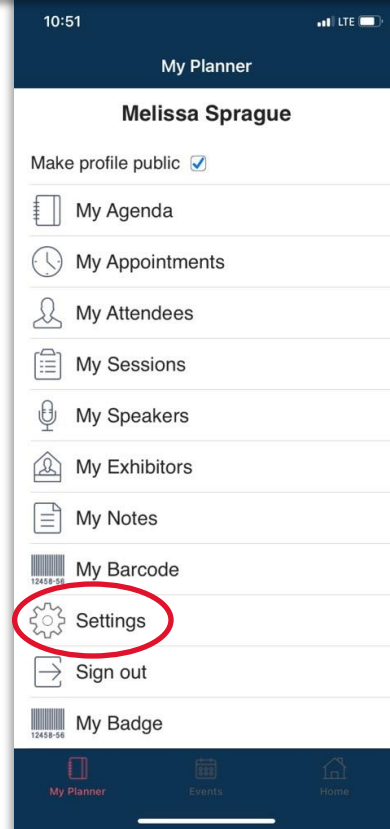 10:51
LTE
My Planner
Melissa Sprague
Make profile public
My Agenda
My Appointments
My Attendees
My Sessions
My Speakers
My Exhibitors
My Notes
12458-56
My Barcode
Settings
Sign out
12458-56
My Badge
My Planner
Events
Home